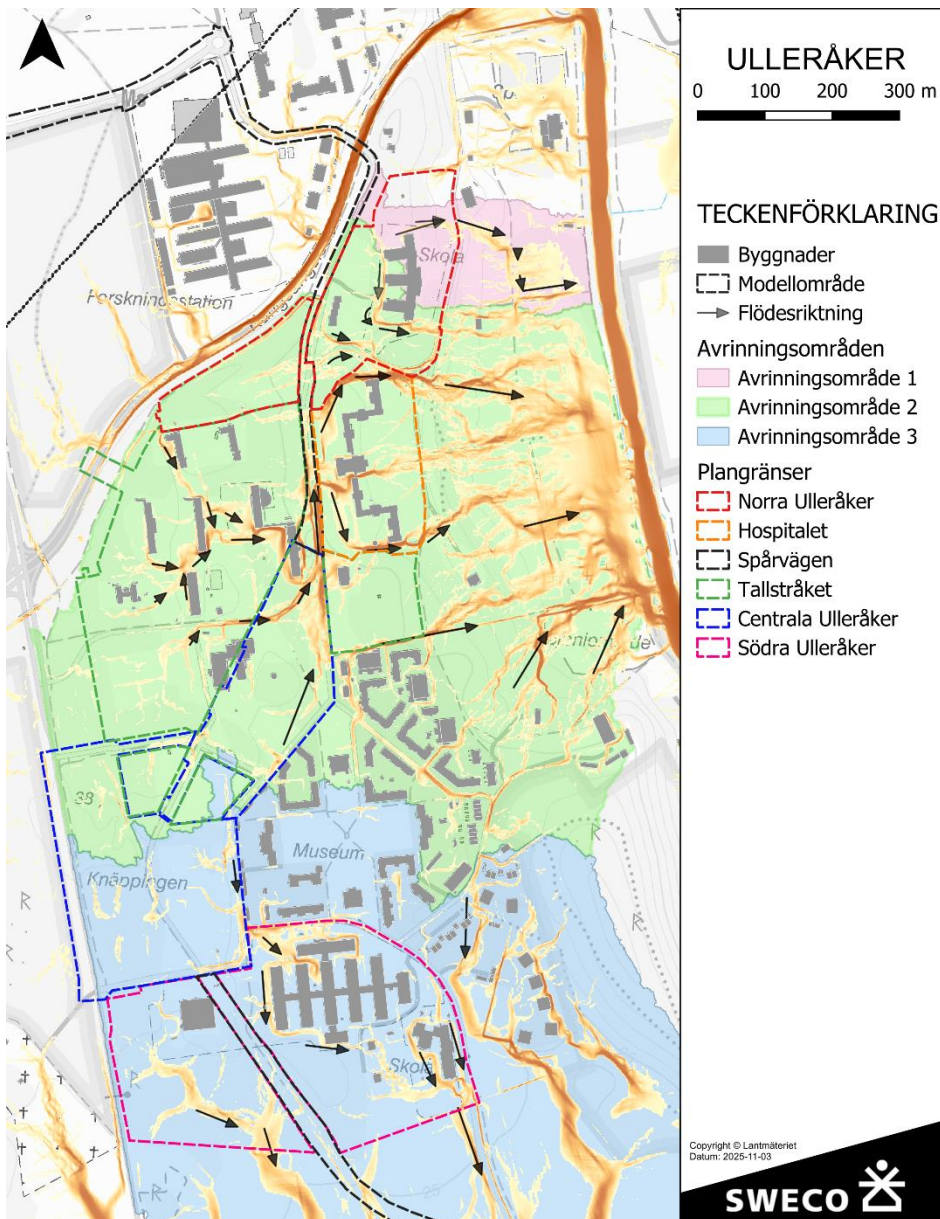 ULLERÅKER
0 100 200 300 m
TECKENFÖRKLARING
Byggnader
Modellområde
Flödesriktning
Avrinningsområden
Avrinningsområde 1
Avrinningsområde 2
Avrinningsområde 3
Plangränser
Norra Ulleråker
Hospitalet
Spårvägen
Tallstråket
Centrala Ulleråker
Södra Ulleråker
Skola
Forskningsstation
38
Museum
Knäppingen
R
R
R
Skola
25
R
Copyright © Lantmäteriet
Datum: 2025-11-03
SWECO